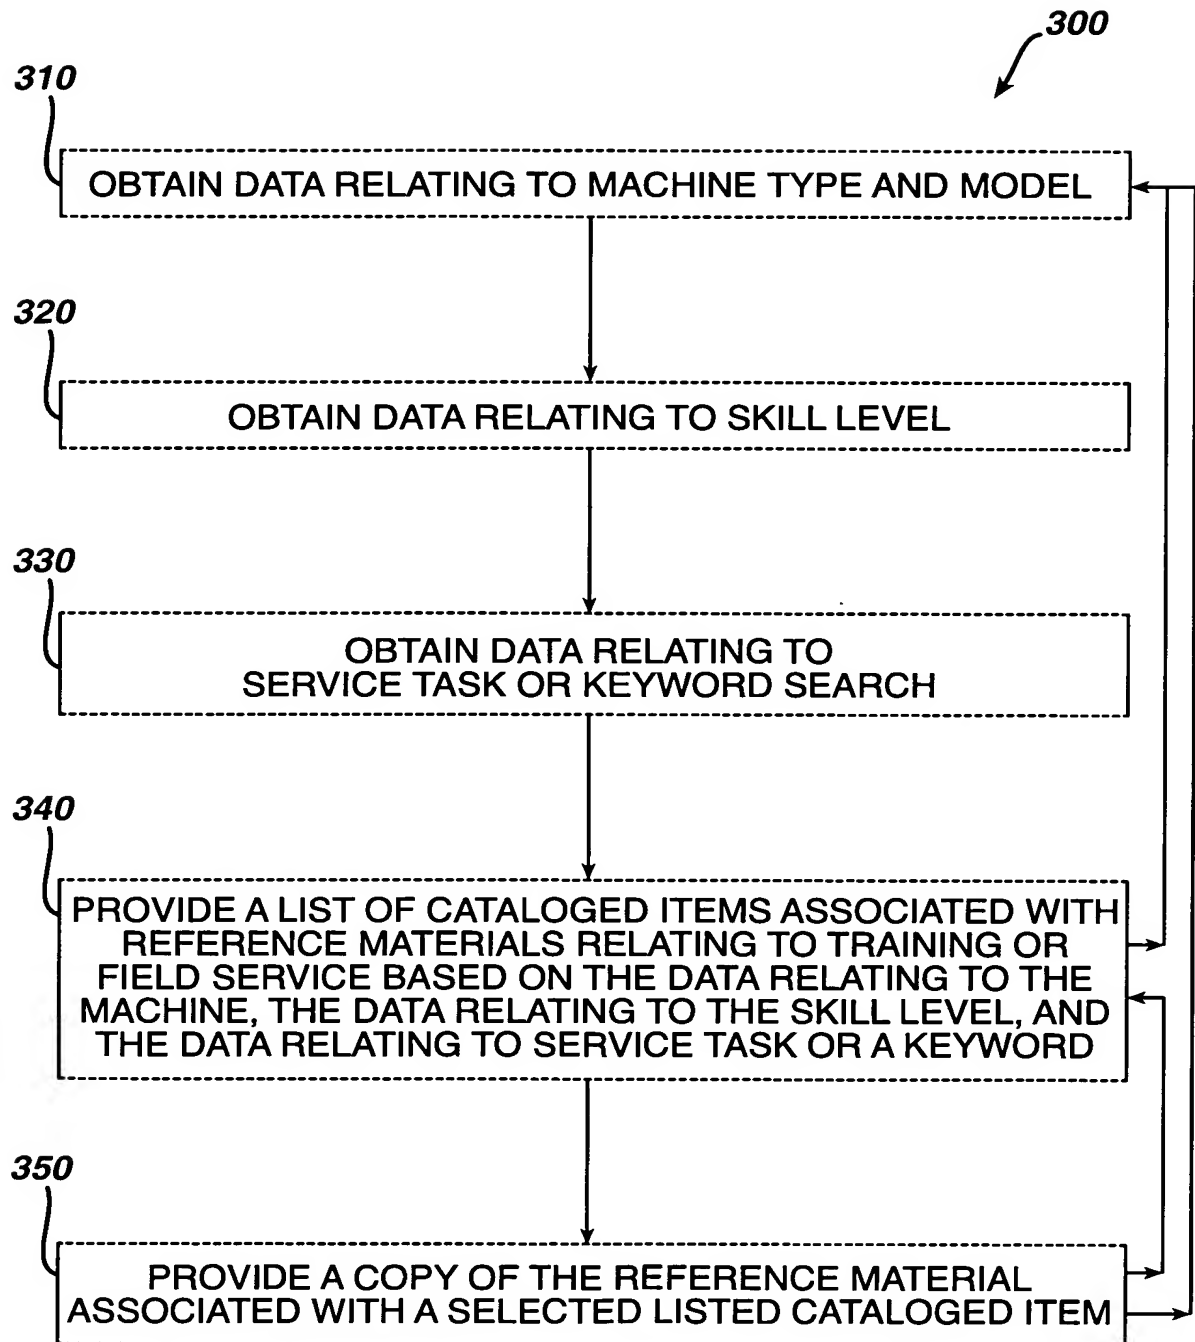 300
310
OBTAIN DATA RELATING TO MACHINE TYPE AND MODEL
320
OBTAIN DATA RELATING TO SKILL LEVEL
330
OBTAIN DATA RELATING TO
SERVICE TASK OR KEYWORD SEARCH
340
PROVIDE A LIST OF CATALOGED ITEMS ASSOCIATED WITH
REFERENCE MATERIALS RELATING TO TRAINING OR
FIELD SERVICE BASED ON THE DATA RELATING TO THE
MACHINE, THE DATA RELATING TO THE SKILL LEVEL, AND
THE DATA RELATING TO SERVICE TASK OR A KEYWORD
350
PROVIDE A COPY OF THE REFERENCE MATERIAL
ASSOCIATED WITH A SELECTED LISTED CATALOGED ITEM